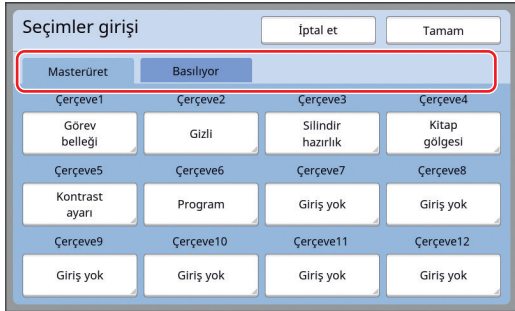 Seçimler girişi İptal et Tamam
Masterüret Basılıyor
Çerçeve1 Çerçeve2 Çerçeve3 Çerçeve4
Görev Gizli Silindir Kitap
belleği hazırlık gölgesi
Çerçeve5 Çerçeve6 Çerçeve7 Çerçeve8
Kontrast Program Giriş yok Giriş yok
ayarı
Çerçeve9 Çerçeve10 Çerçeve11 Çerçeve12
Giriş yok Giriş yok Giriş yok Giriş yok